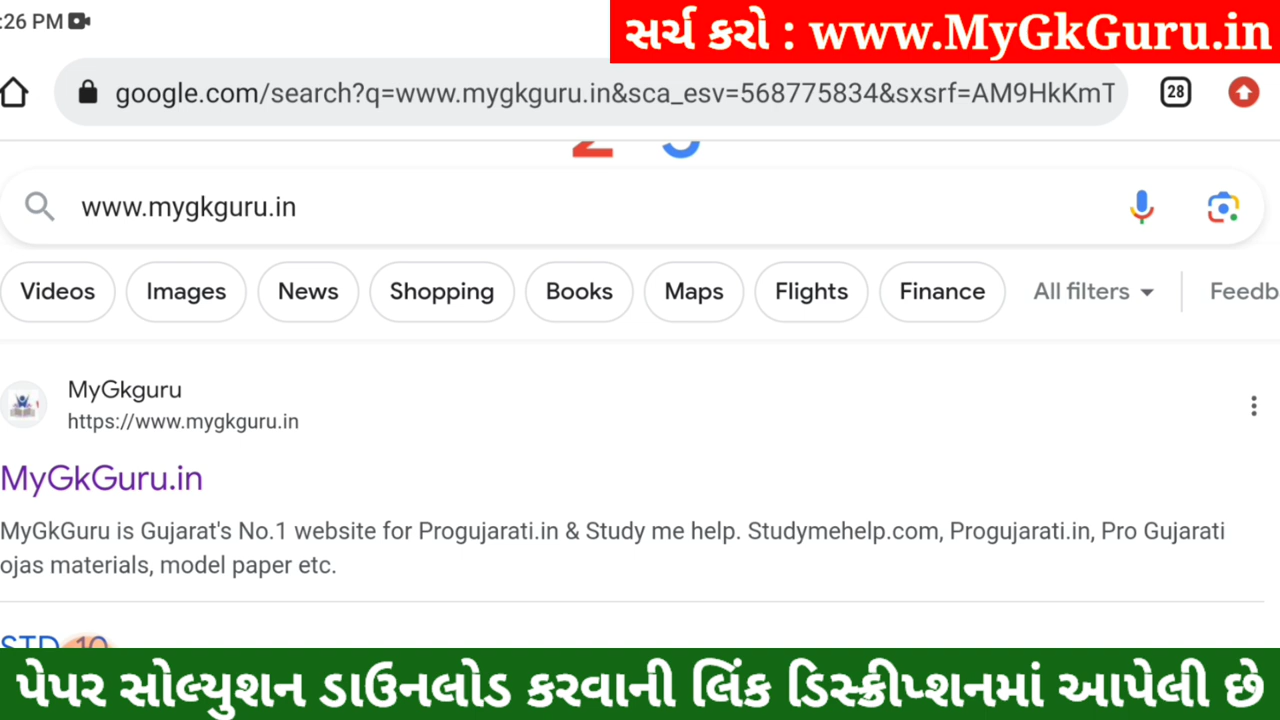 :26 PM
સર્ચ કરો : www.MyGkGuru.in
google.com/search?q=www.mygkguru.in&sca_esv=568775834&sxsrf=AM9HkKmT
28
www.mygkguru.in
Videos Images News Shopping Books Maps Flights Finance All filters Feedb
MyGkguru
https://www.mygkguru.in
MyGkGuru.in
MyGkGuru is Gujarat's No.1 website for Progujarati.in & Study me help. Studymehelp.com, Progujarati.in, Pro Gujarati
ojas materials, model paper etc.
STD 10
પેપર સોલ્યુશન ડાઉનલોડ કરવાની લિંક ડિસ્ક્રીપ્શનમાં આપેલી છે